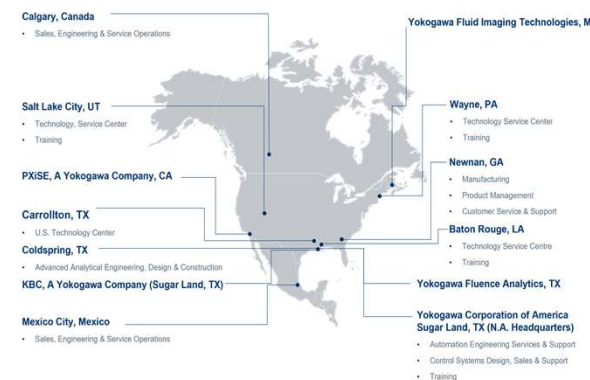 Calgary, Canada
• Sales, Engineering & Service Operations
Salt Lake City, UT
• Technology, Service Center
• Training
PXiSE, A Yokogawa Company, CA
Carrollton, TX
• U.S. Technology Center
Coldspring, TX
• Advanced Analytical Engineering, Design & Construction
KBC, A Yokogawa Company (Sugar Land, TX)
Mexico City, Mexico
• Sales, Engineering & Service Operations
Yokogawa Fluid Imaging Technologies, M
Wayne, PA
• Technology Service Center
• Training
Newnan, GA
• Manufacturing
• Product Management
• Customer Service & Support
Baton Rouge, LA
• Technology Service Centre
• Training
Yokogawa Fluence Analytics, TX
Yokogawa Corporation of America
Sugar Land, TX (N.A. Headquarters)
• Automation Engineering Services & Support
• Control Systems Design, Sales & Support
• Training